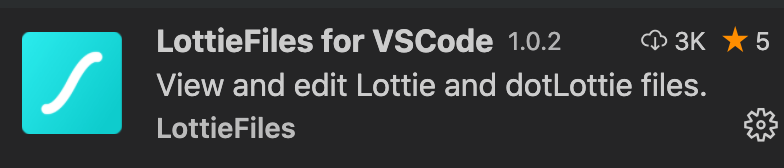 LottieFiles for VSCode 1.0.2 3K 5
View and edit Lottie and dotLottie files.
LottieFiles